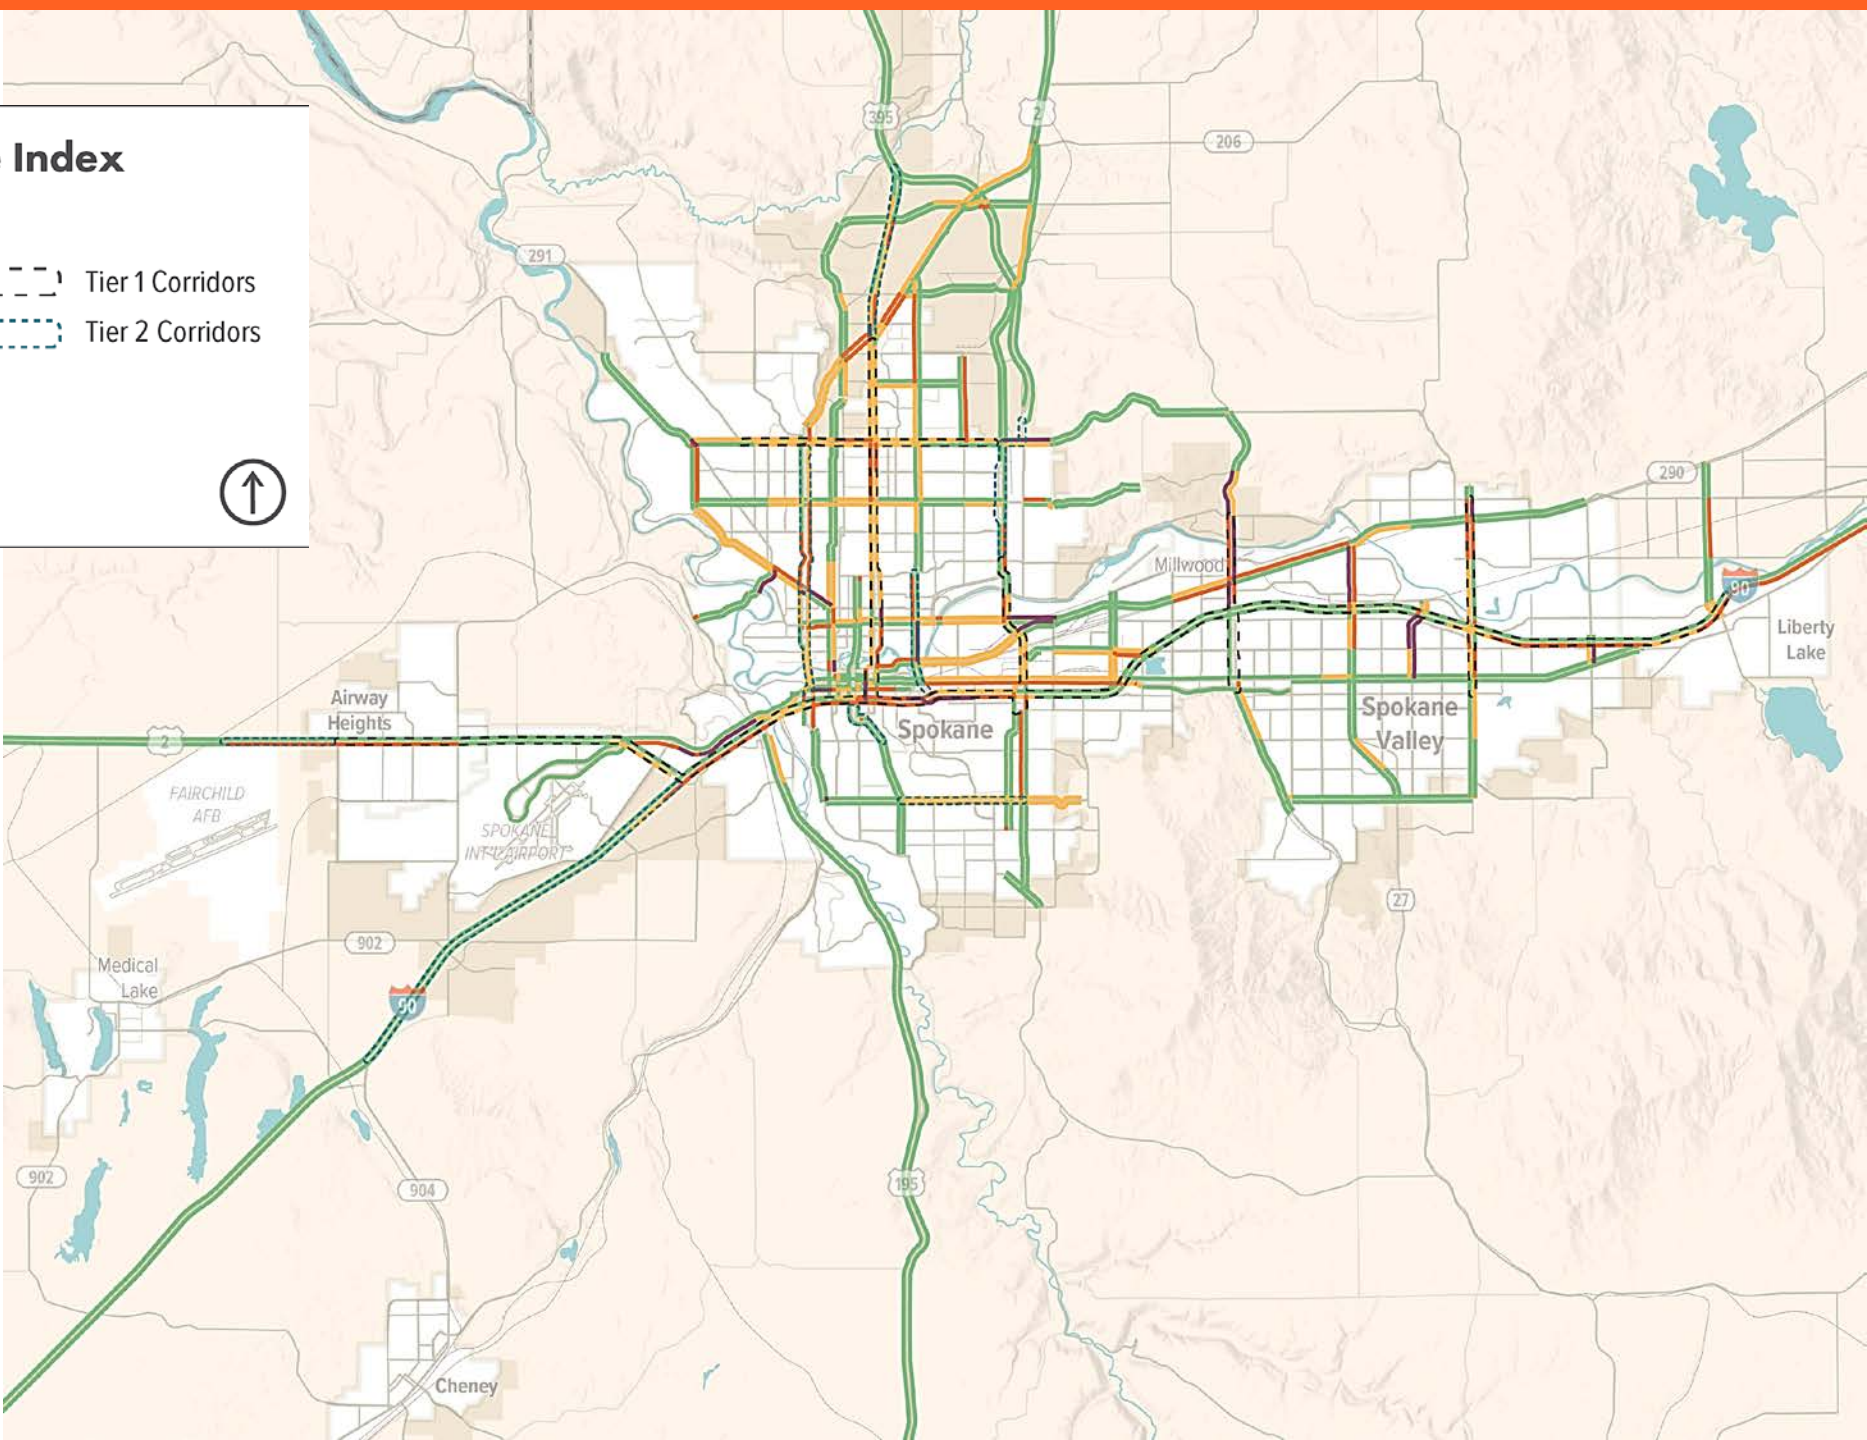 Index
Tier 1 Corridors
Tier 2 Corridors
395
2
206
291
290
Millwood
90
Liberty
Lake
Airway
Heights
2
Spokane
Spokane
Valley
FAIRCHILD
AFB
SPOKANE
INT'L AIRPORT
27
902
Medical
Lake
90
902
904
195
Cheney